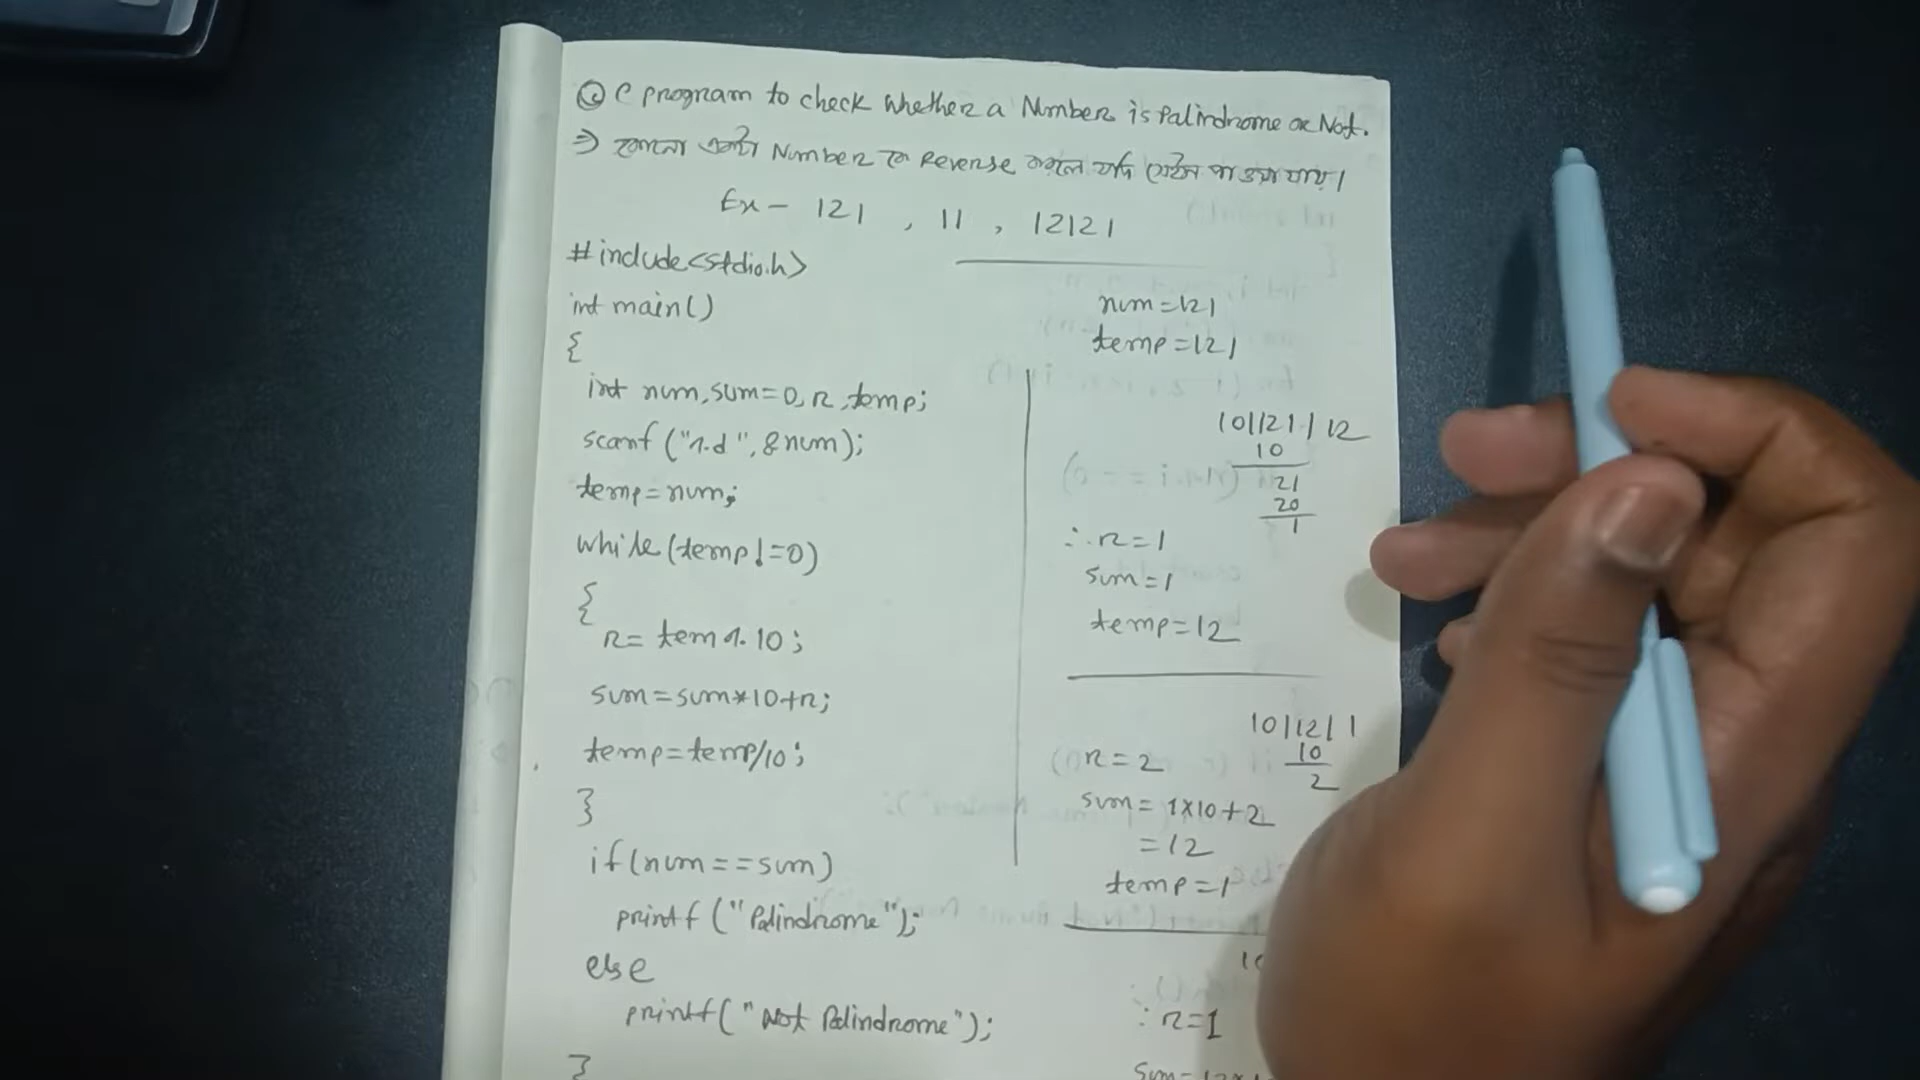 C program to check whether a Number is Palindrome or Not.
⇒ কোনো একটা Number কে Reverse করলে যদি সেইটা পাওয়া যায়।
Ex - 121 , 11 , 12121
#include<stdio.h>
int main()
{
int num, sum=0, r, temp;
scanf ("%d", &num);
temp=num;
while (temp!=0)
{
r= tem % 10;
sum=sum*10+r;
temp=temp/10;
}
if(num==sum)
printf ("Palindrome");
else
printf("Not Palindrome");
}
num=121
temp=121
10|121|12
10
21
20
1
∴ r=1
sum=1
temp=12
10|12|1
10
2
r=2
sum= 1x10+2
=12
temp=1
∴ r=1